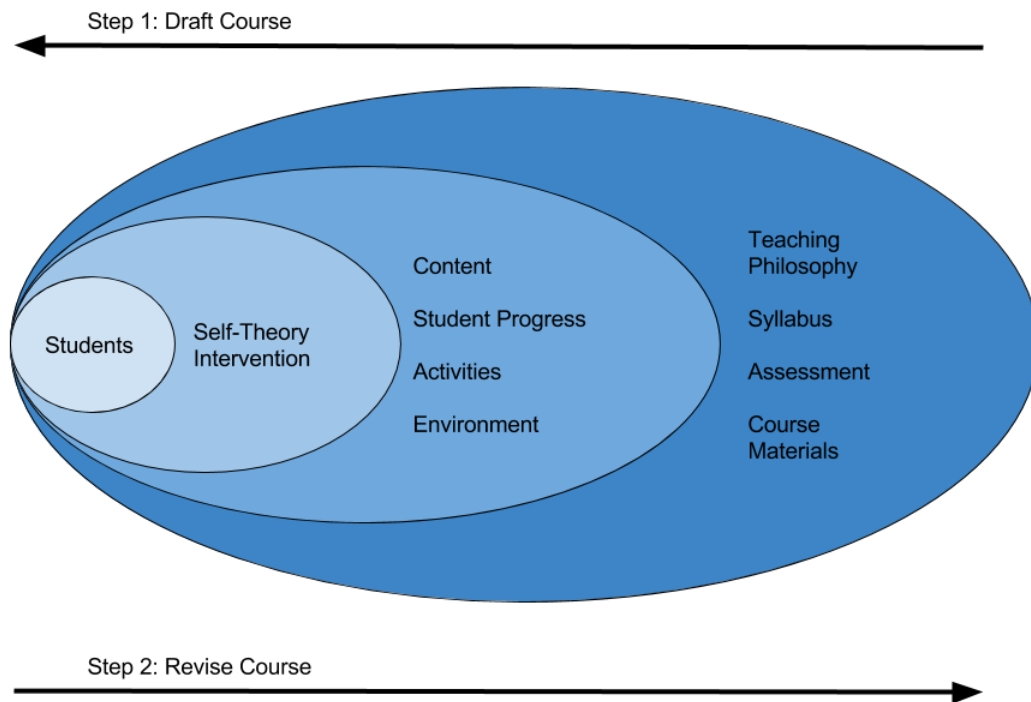 Step 1: Draft Course
Students
Self-Theory
Intervention
Content
Student Progress
Activities
Environment
Teaching
Philosophy
Syllabus
Assessment
Course
Materials
Step 2: Revise Course